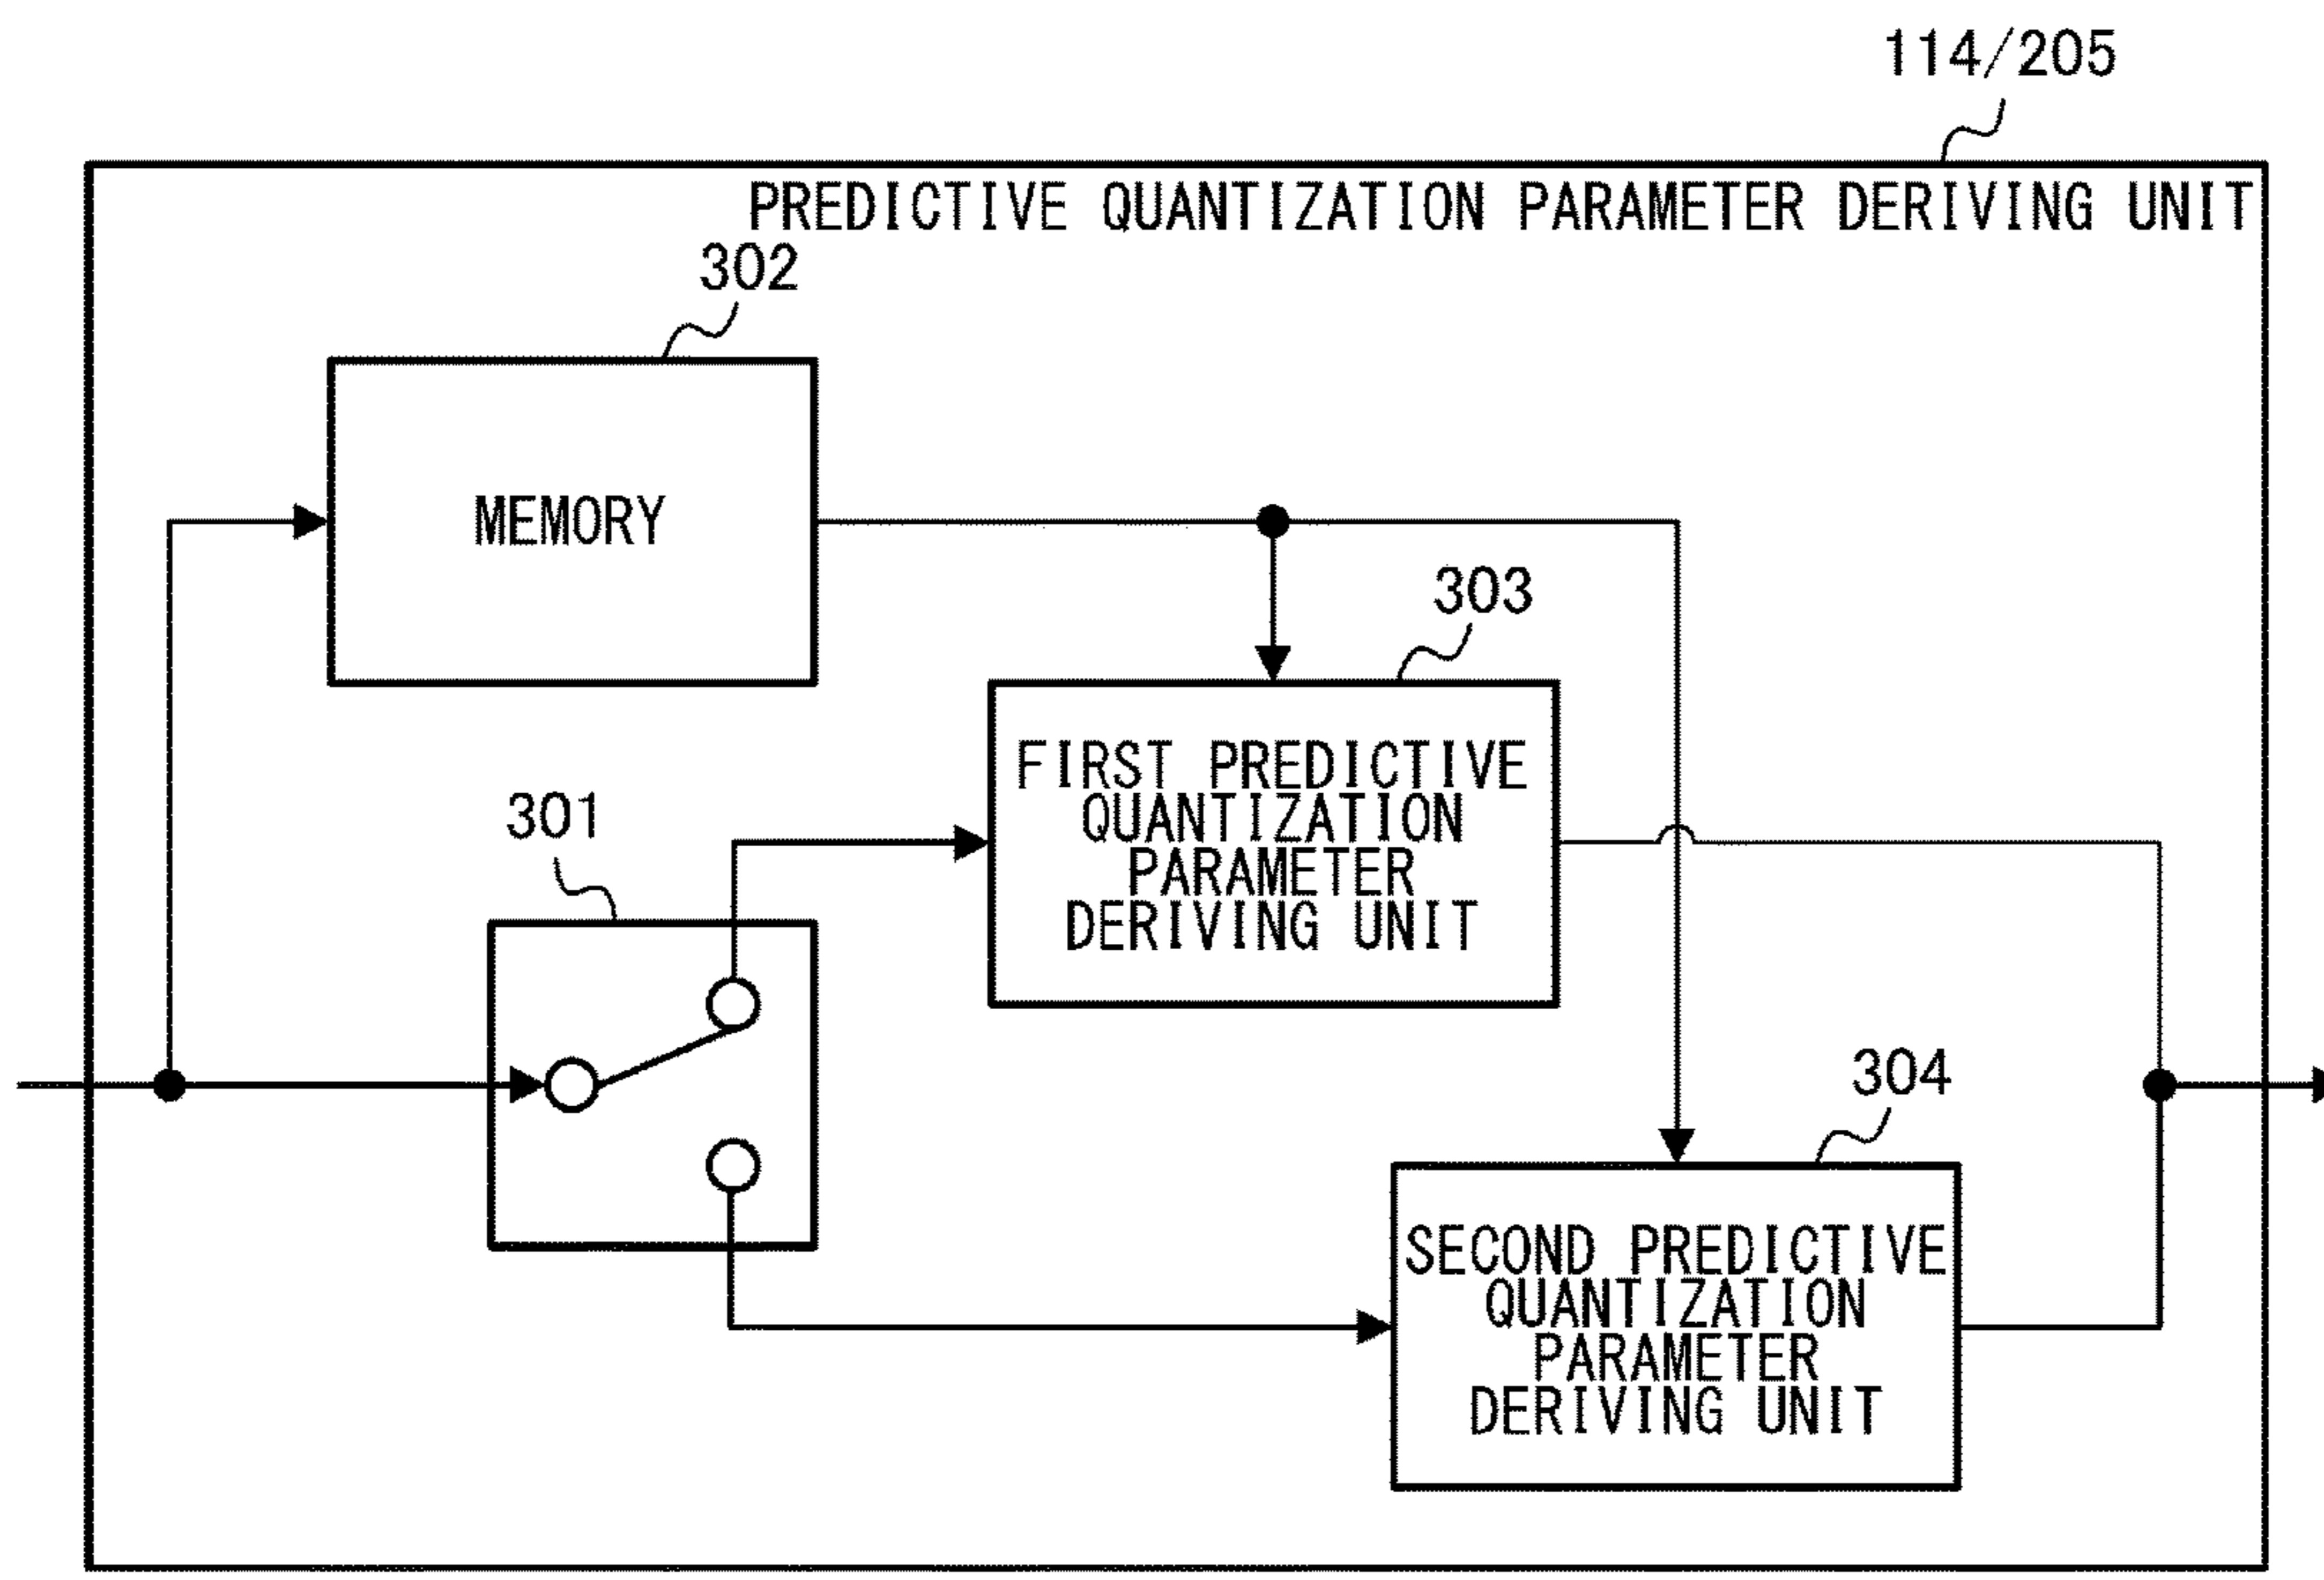 114/205
PREDICTIVE QUANTIZATION PARAMETER DERIVING UNIT
302
MEMORY
303
FIRST PREDICTIVE
QUANTIZATION
PARAMETER
DERIVING UNIT
301
304
SECOND PREDICTIVE
QUANTIZATION
PARAMETER
DERIVING UNIT